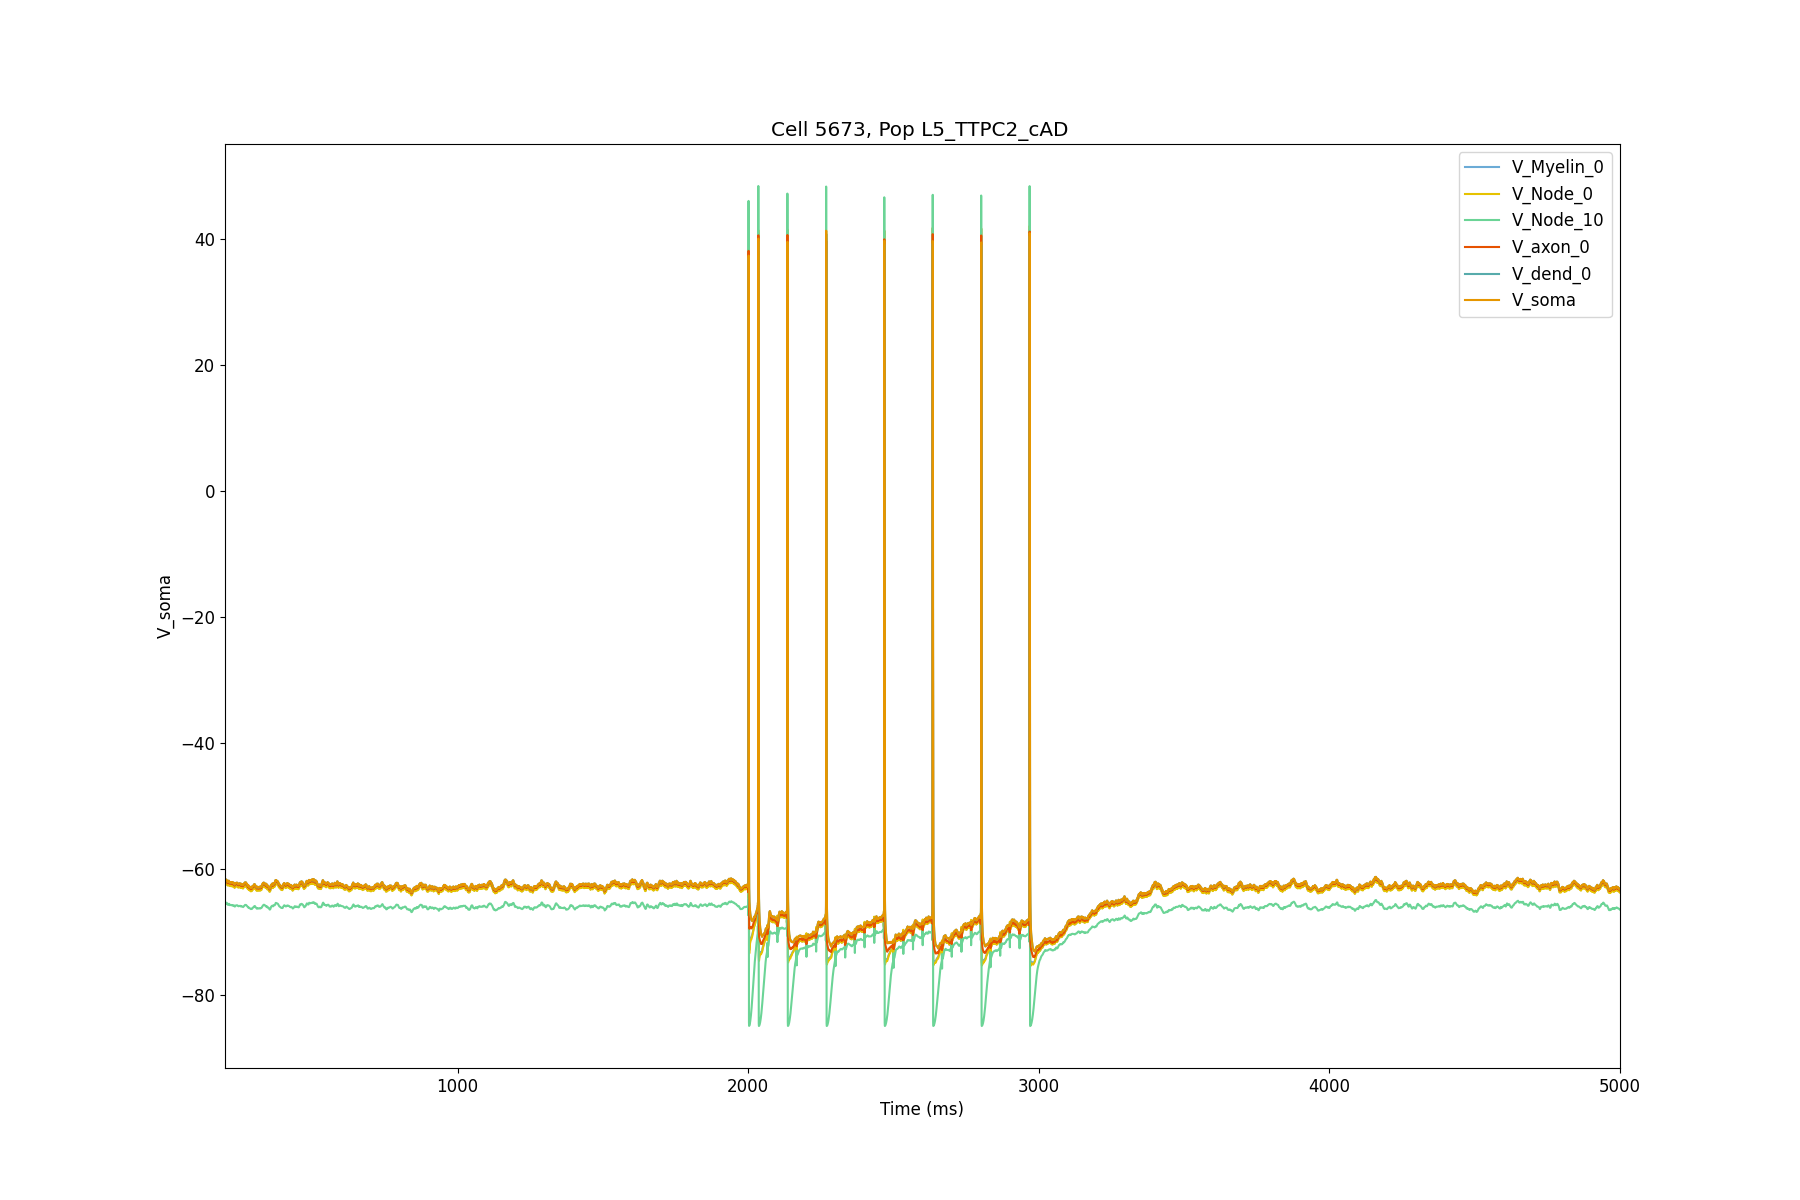 Cell 5673, Pop L5_TTPC2_cAD
V_Myelin_0
V_Node_0
V_Node_10
V_axon_0
V_dend_0
V_soma
40
20
0
−20
−40
−60
−80
V_soma
1000
2000
3000
4000
5000
Time (ms)